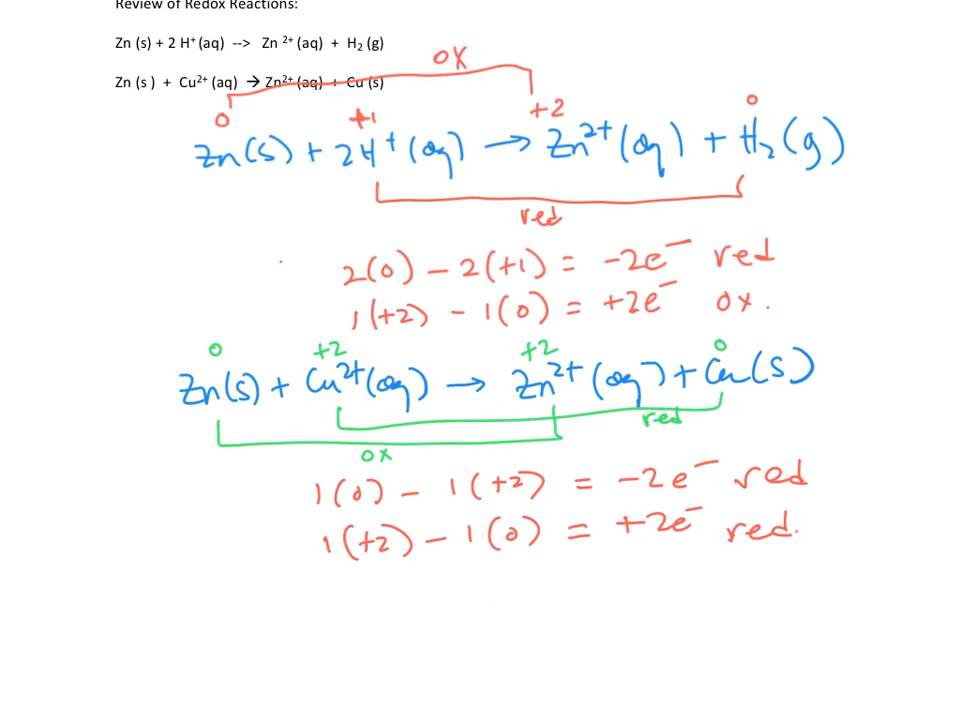 Review of Redox Reactions:
Zn (s) + 2 H⁺ (aq) --> Zn ²⁺ (aq) + H₂ (g)
Zn (s ) + Cu²⁺ (aq) → Zn²⁺ (aq) + Cu (s)
ox
0 +1 +2 0
Zn(s) + 2H⁺(aq) → Zn²⁺(aq) + H₂(g)
red
2(0) – 2(+1) = -2e⁻ red
1(+2) - 1(0) = +2e⁻ ox.
0 +2 +2 0
Zn(s) + Cu²⁺(aq) → Zn²⁺(aq) + Cu(s)
red
ox
1(0) - 1(+2) = -2e⁻ red
1(+2) - 1(0) = +2e⁻ red.